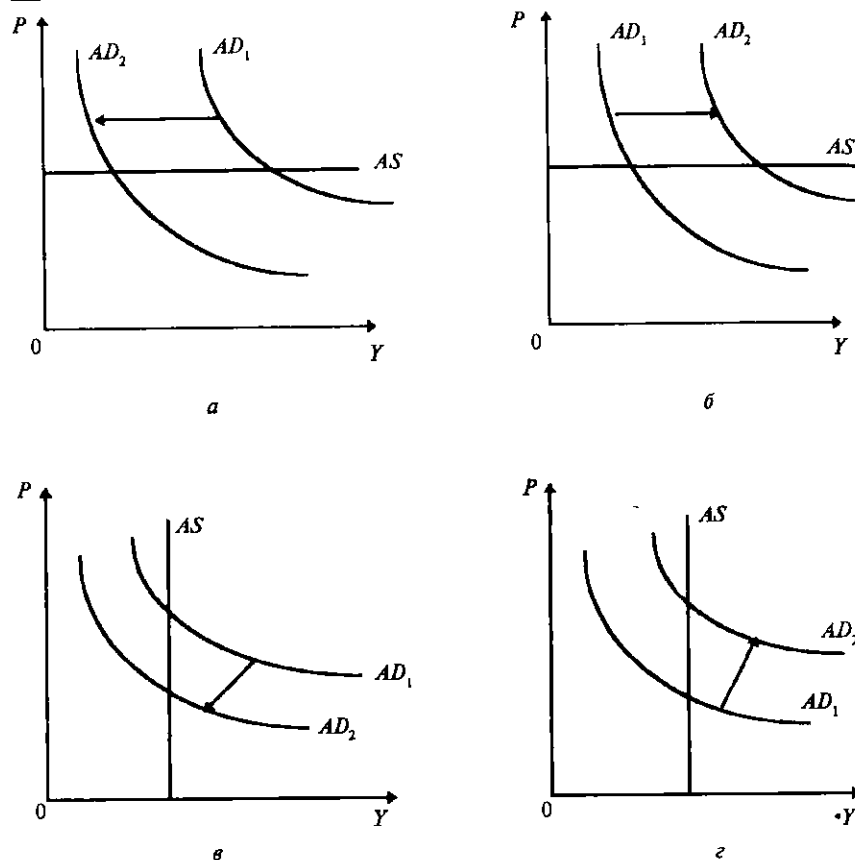 P P
AD₂ AD₁ AD₁ AD₂
AS AS
0 Y 0 Y
а б
P P
AS AS
AD₁ AD₂
AD₂ AD₁
0 Y 0 Y
в г